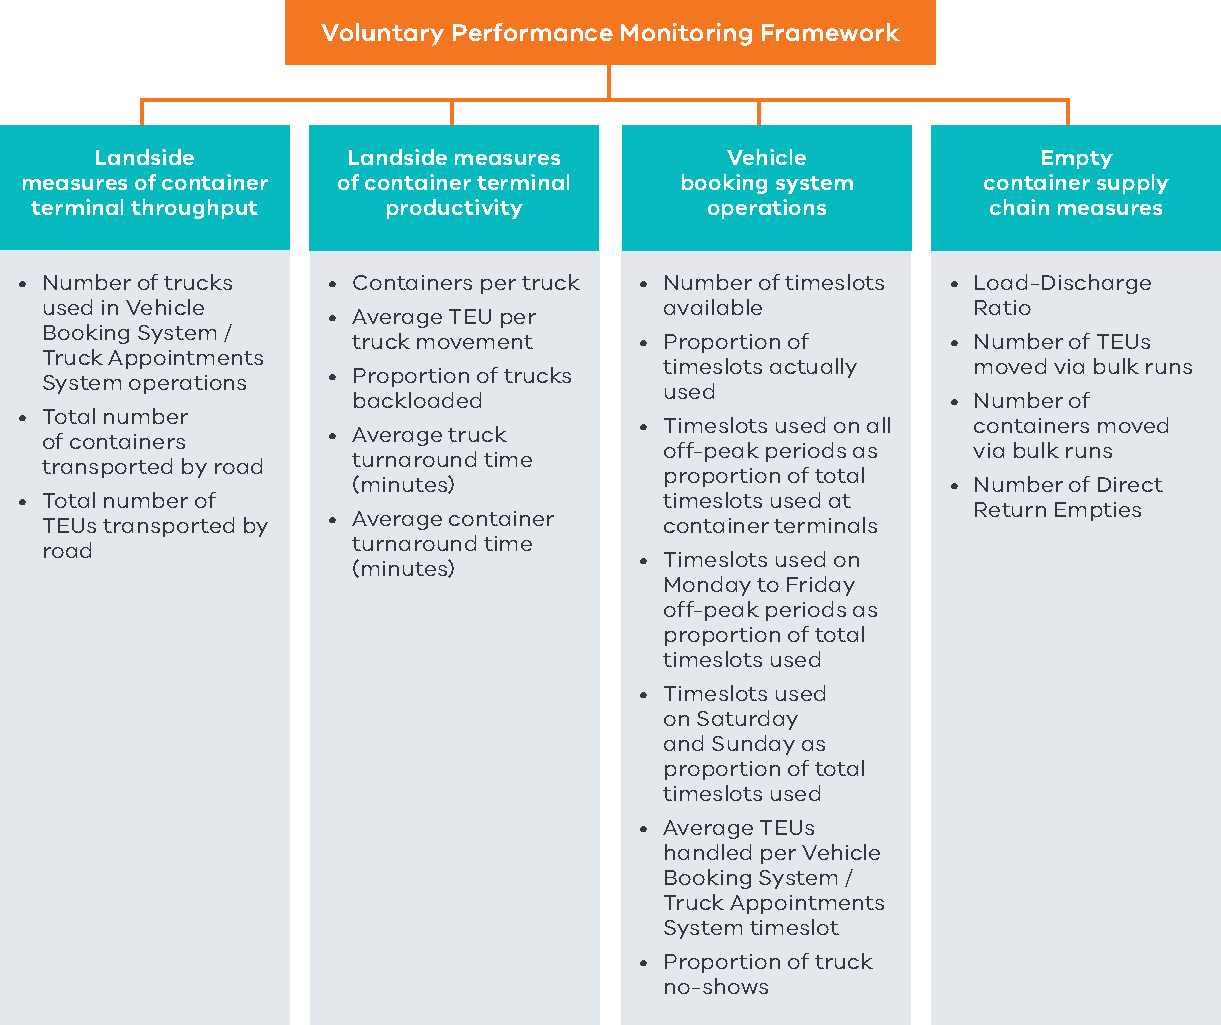 Voluntary Performance Monitoring Framework
Landside
measures of container
terminal throughput
• Number of trucks
used in Vehicle
Booking System /
Truck Appointments
System operations
• Total number
of containers
transported by road
• Total number of
TEUs transported by
road
Landside measures
of container terminal
productivity
• Containers per truck
• Average TEU per
truck movement
• Proportion of trucks
backloaded
• Average truck
turnaround time
(minutes)
• Average container
turnaround time
(minutes)
Vehicle
booking system
operations
• Number of timeslots
available
• Proportion of
timeslots actually
used
• Timeslots used on all
off-peak periods as
proportion of total
timeslots used at
container terminals
• Timeslots used on
Monday to Friday
off-peak periods as
proportion of total
timeslots used
• Timeslots used
on Saturday
and Sunday as
proportion of total
timeslots used
• Average TEUs
handled per Vehicle
Booking System /
Truck Appointments
System timeslot
• Proportion of truck
no-shows
Empty
container supply
chain measures
• Load-Discharge
Ratio
• Number of TEUs
moved via bulk runs
• Number of
containers moved
via bulk runs
• Number of Direct
Return Empties